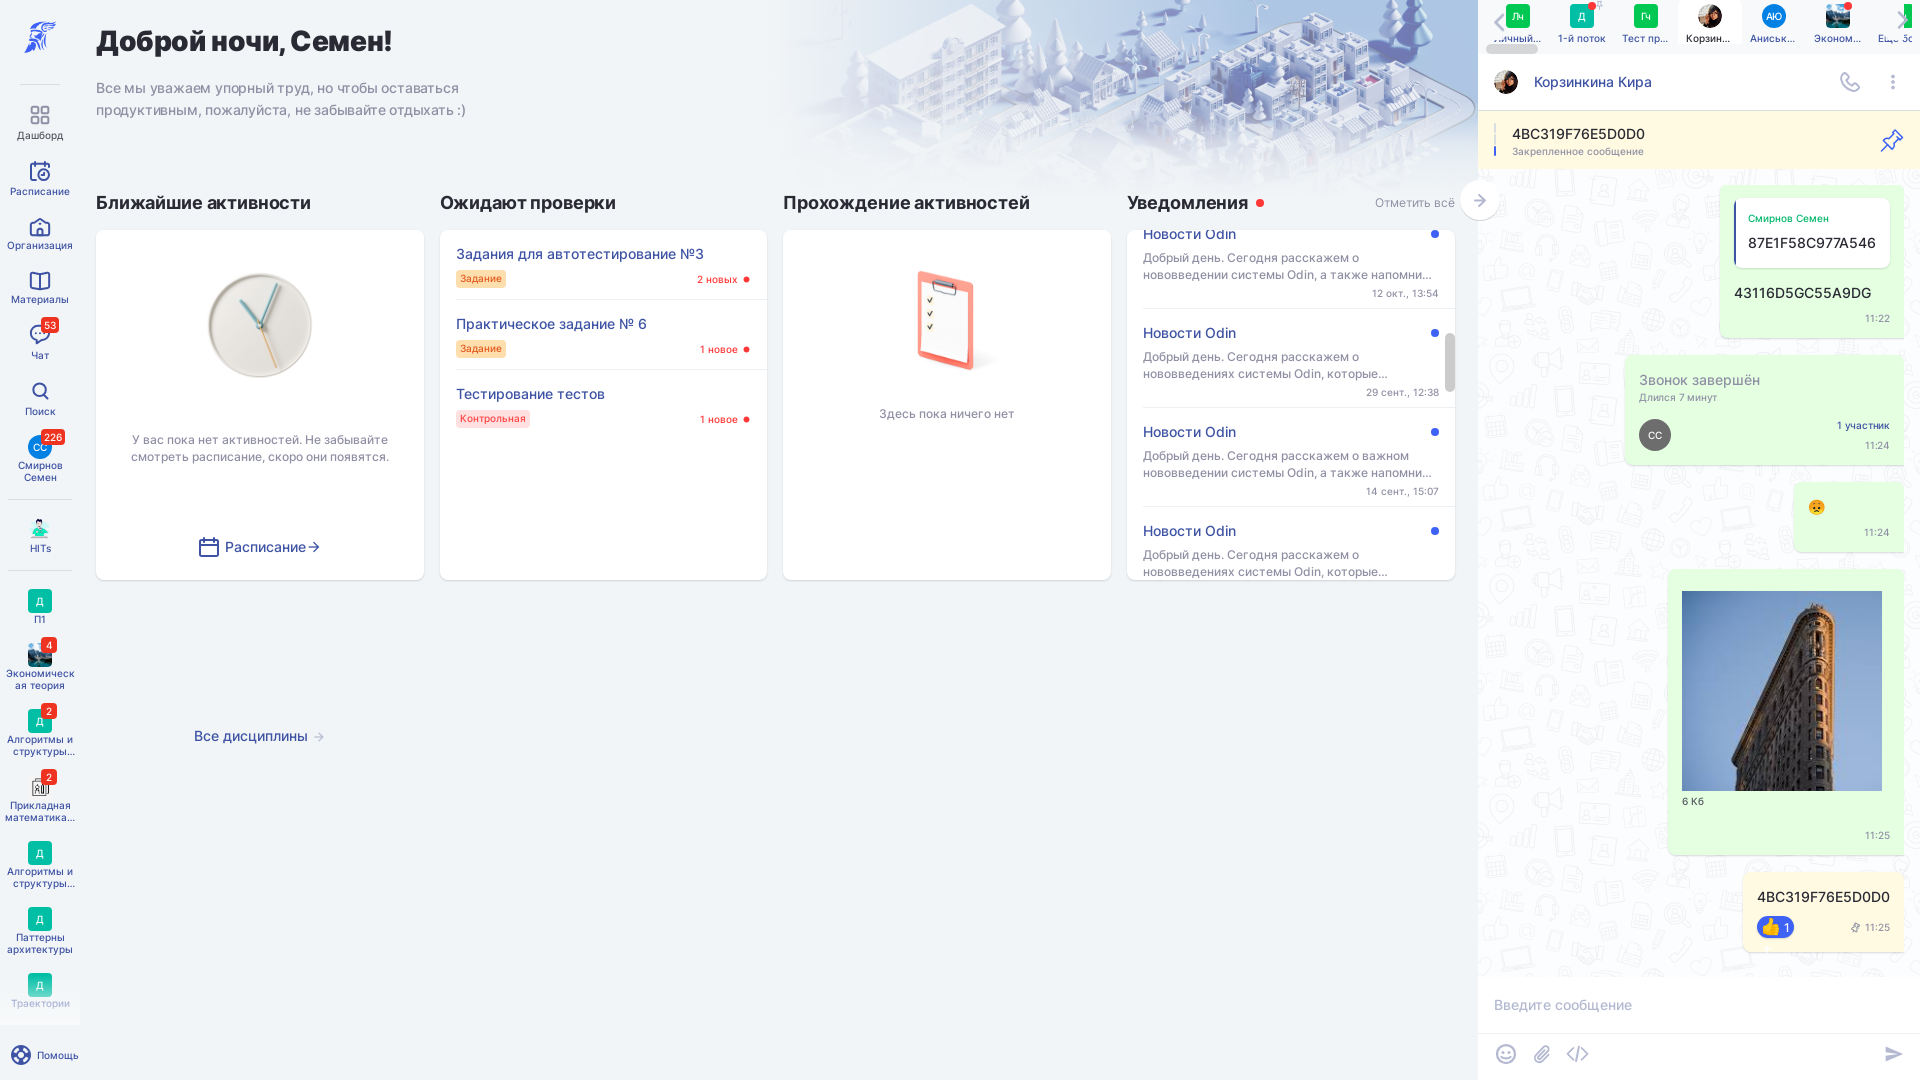 Дашборд
Расписание
Организация
Материалы
53
Чат
Поиск
СС
226
Смирнов
Семен
HITs
Д
П1
4
Экономическ
ая теория
Д
2
Алгоритмы и
структуры...
2
Прикладная
математика...
Д
Алгоритмы и
структуры...
Д
Паттерны
архитектуры
Д
Траектории
Помощь
Доброй ночи, Семен!
Все мы уважаем упорный труд, но чтобы оставаться
продуктивным, пожалуйста, не забывайте отдыхать :)
Ближайшие активности
У вас пока нет активностей. Не забывайте
смотреть расписание, скоро они появятся.
Расписание
Все дисциплины
Ожидают проверки
Задания для автотестирование №3
Задание
2 новых
Практическое задание № 6
Задание
1 новое
Тестирование тестов
Контрольная
1 новое
Прохождение активностей
Здесь пока ничего нет
Уведомления
Отметить всё
Новости Odin
Добрый день. Сегодня расскажем о
нововведении системы Odin, а также напомни...
12 окт., 13:54
Новости Odin
Добрый день. Сегодня расскажем о
нововведениях системы Odin, которые...
29 сент., 12:38
Новости Odin
Добрый день. Сегодня расскажем о важном
нововведении системы Odin, а также напомни...
14 сент., 15:07
Новости Odin
Добрый день. Сегодня расскажем о
нововведениях системы Odin, которые...
Лч
Личный...
Д
1-й поток
Гч
Тест пр...
Корзин...
АЮ
Аниськ...
Эконом...
Корзинкина Кира
4BC319F76E5D0D0
Закрепленное сообщение
Смирнов Семен
87E1F58C977A546
43116D5GC55A9DG
11:22
Звонок завершён
Длился 7 минут
СС
1 участник
11:24
11:24
6 Кб
11:25
4BC319F76E5D0D0
1
11:25
Введите сообщение